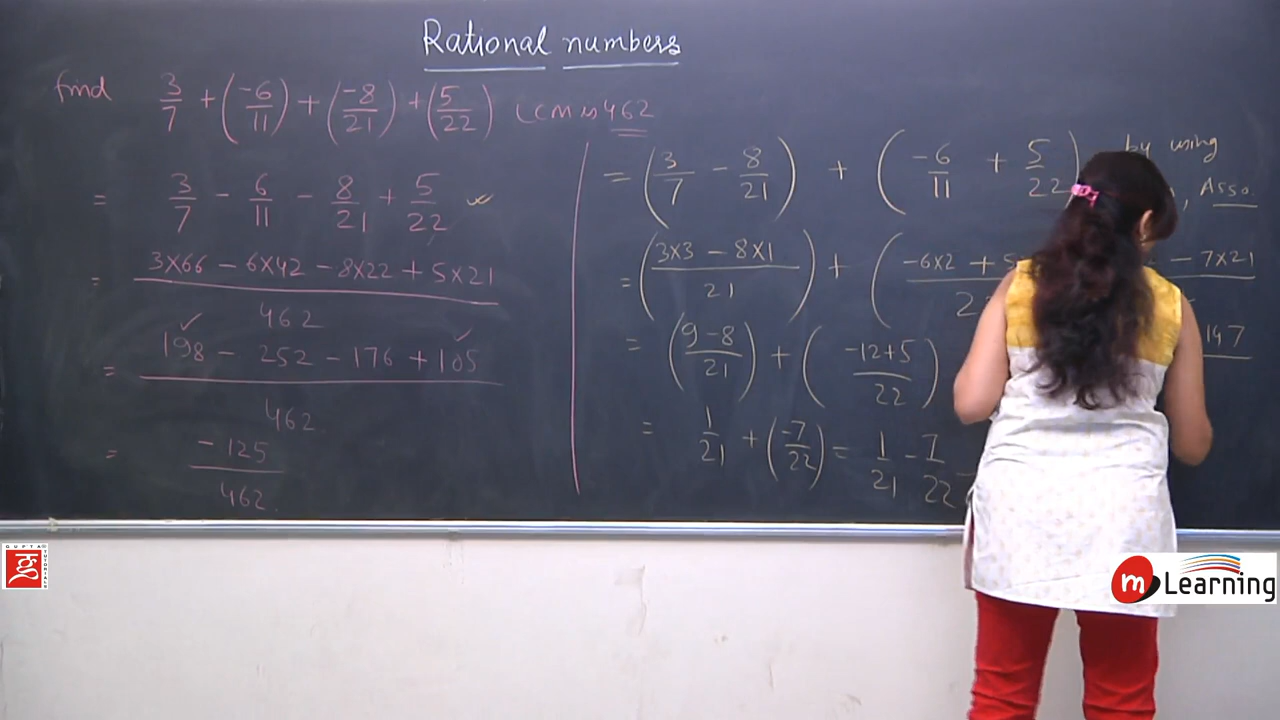 Rational numbers
find 3/7 + (-6/11) + (-8/21) + (5/22) LCM is 462
= 3/7 - 6/11 - 8/21 + 5/22
= (3×66 - 6×42 - 8×22 + 5×21)/462
= (198 - 252 - 176 + 105)/462
= -125/462
= (3/7 - 8/21) + (-6/11 + 5/22) by using
, Asso.
= ((3×3 - 8×1)/21) + (-6×2 + 5
- 7×21
= ((9-8)/21) + ((-12+5)/22)
147
= 1/21 + (-7/22) = 1/21 - 7/22
GUPTA TUTORIALS
m Learning